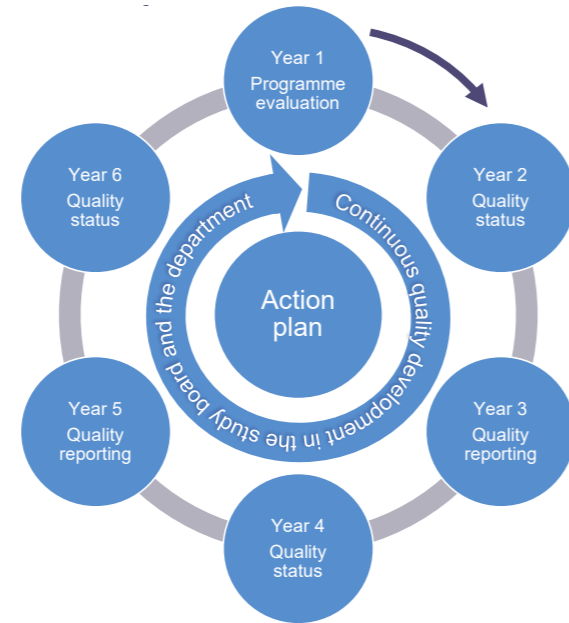 Year 1
Programme
evaluation
Year 2
Quality
status
Year 3
Quality
reporting
Year 4
Quality
status
Year 5
Quality
reporting
Year 6
Quality
status
Continuous quality development in the study board and the department
Action
plan